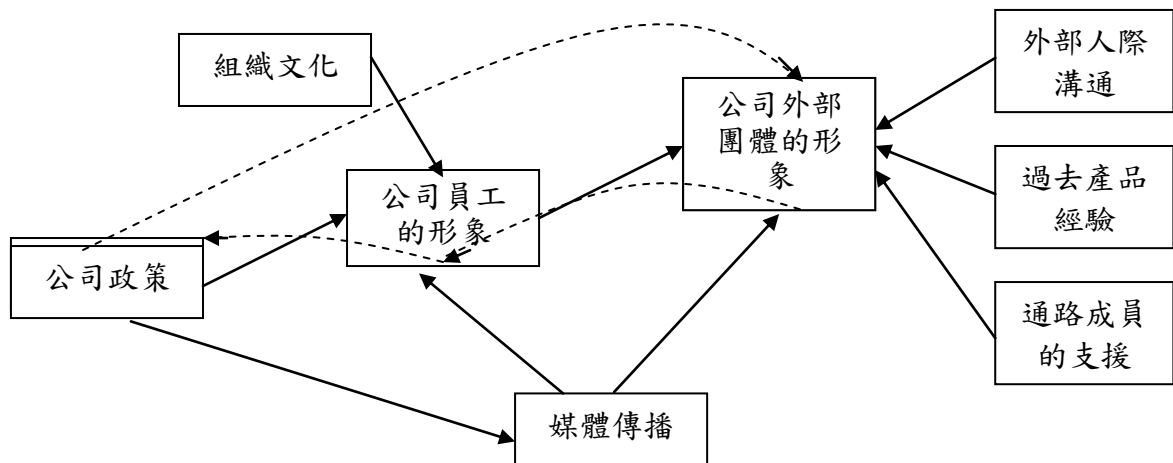 組織文化
公司外部
團體的形
象
外部人際
溝通
公司員工
的形象
過去產品
經驗
公司政策
通路成員
的支援
媒體傳播